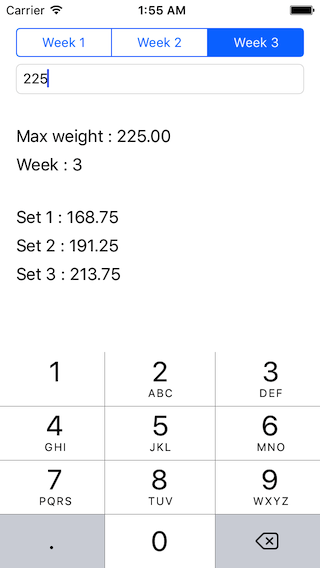 Carrier 1:55 AM
Week 1 Week 2 Week 3
225
Max weight : 225.00
Week : 3
Set 1 : 168.75
Set 2 : 191.25
Set 3 : 213.75
1 2 3
ABC DEF
4 5 6
GHI JKL MNO
7 8 9
PQRS TUV WXYZ
. 0